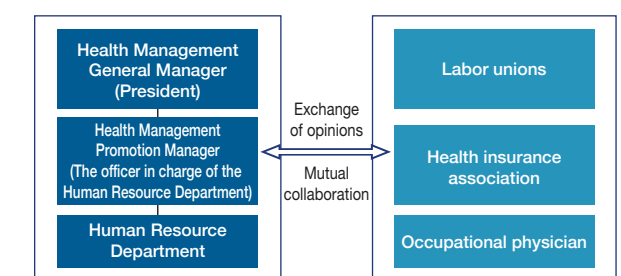 Health Management
General Manager
(President)
Health Management
Promotion Manager
(The officer in charge of the
Human Resource Department)
Human Resource
Department
Exchange
of opinions
Mutual
collaboration
Labor unions
Health insurance
association
Occupational physician